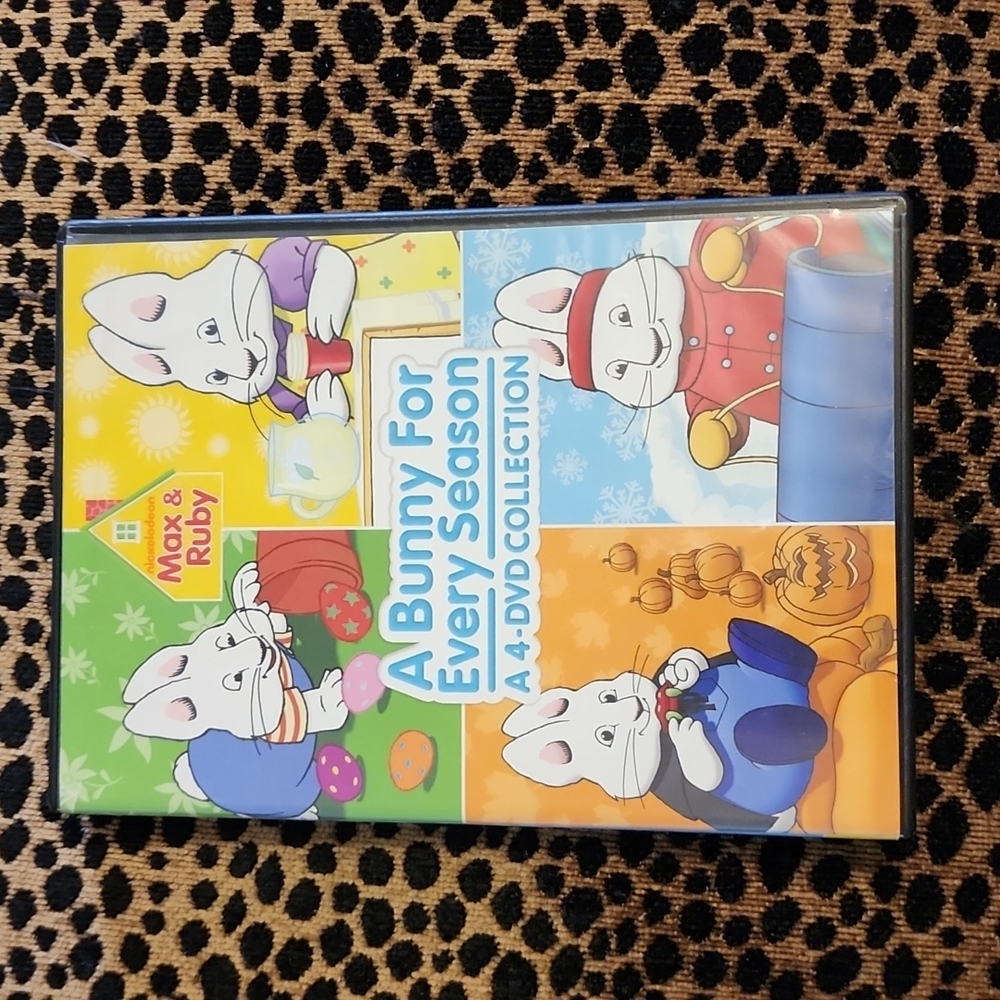 nickelodeon
Max &
Ruby
A Bunny For
Every Season
A 4-DVD COLLECTION